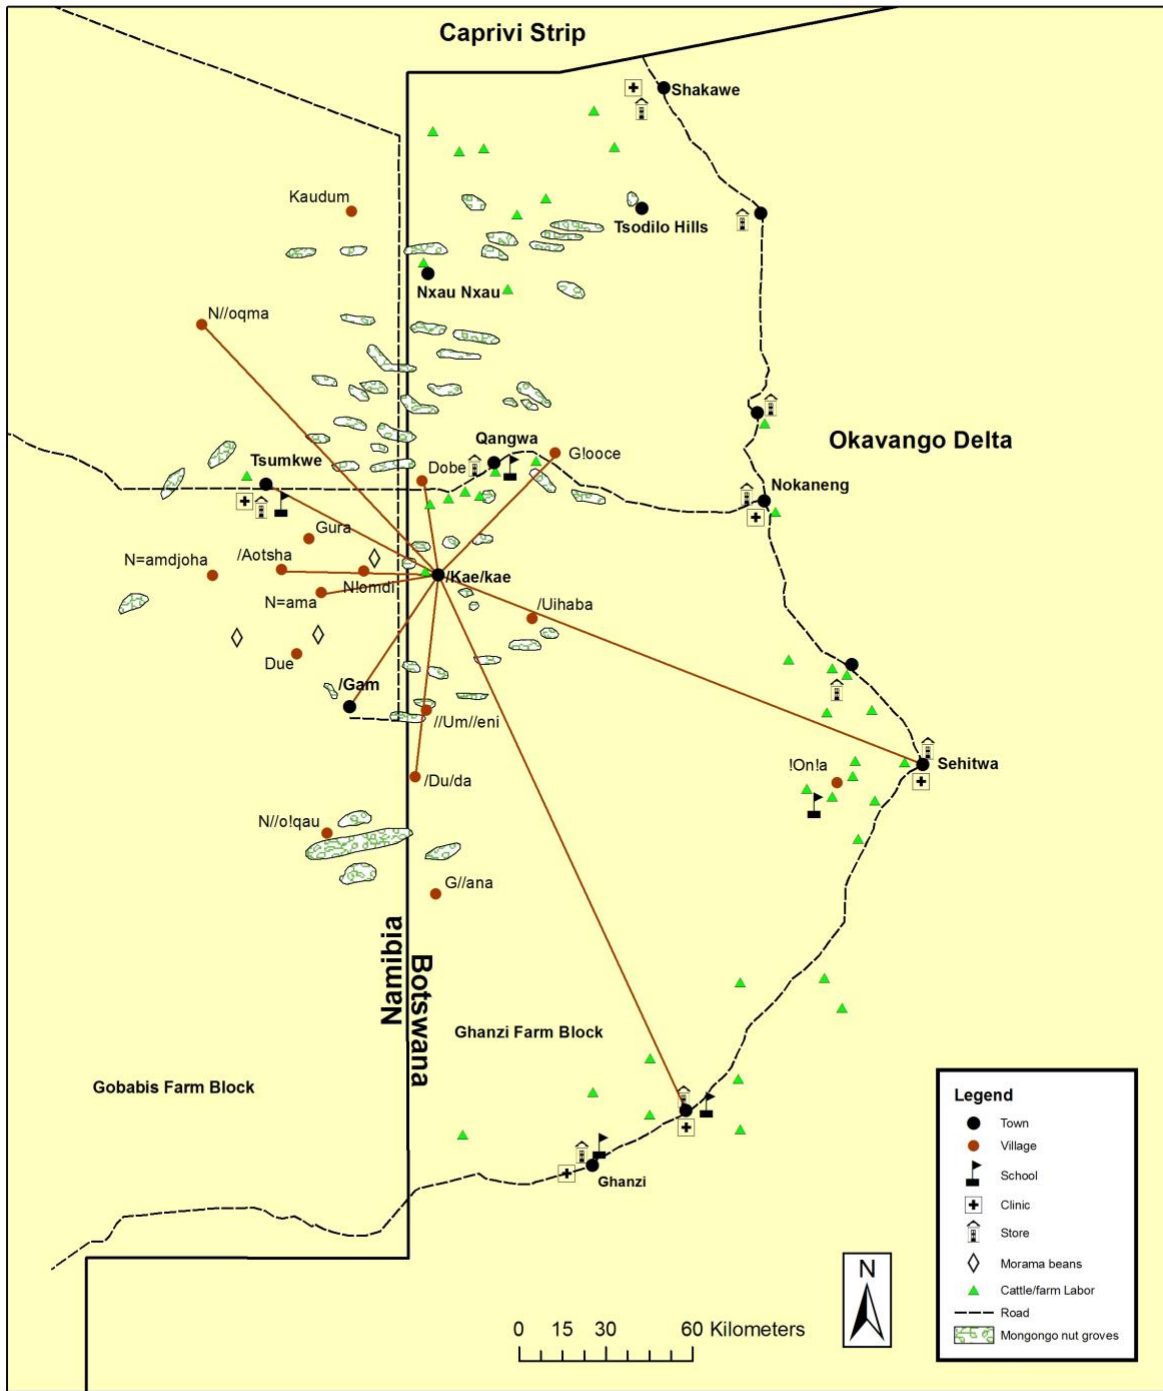 Caprivi Strip
Shakawe
Kaudum
Tsodilo Hills
Nxau Nxau
N//oqma
Okavango Delta
Qangwa
G!ooce
Tsumkwe
Dobe
Nokaneng
Gura
N=amdjoha
/Aotsha
N!omdi
/Kae/kae
N=ama
/Uihaba
Due
/Gam
//Um//eni
!On!a
Sehitwa
/Du/da
N//o!qau
G//ana
Namibia
Botswana
Ghanzi Farm Block
Gobabis Farm Block
Ghanzi
Legend
Town
Village
School
Clinic
Store
Morama beans
Cattle/farm Labor
Road
Mongongo nut groves
N
0 15 30 60 Kilometers